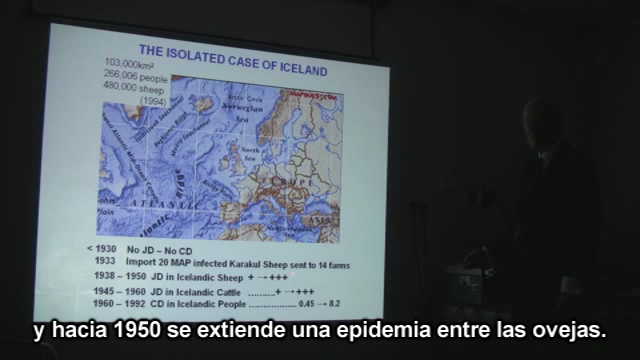 THE ISOLATED CASE OF ICELAND
103,000km²
266,006 people
480,000 sheep
(1994)
Norwegian
Sea
North
Sea
EUROPE
ATLANTIC
ASIA
Plain
< 1930 No JD – No CD
1933 Import 20 MAP infected Karakul Sheep sent to 14 farms
1938 – 1950 JD in Icelandic Sheep + → +++
1945 – 1960 JD in Icelandic Cattle ..........+ → +++
1960 – 1992 CD in Icelandic People .................. 0.45 → 8.2
y hacia 1950 se extiende una epidemia entre las ovejas.